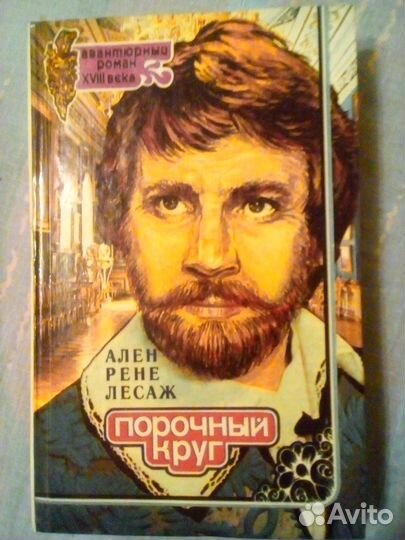 авантюрный
роман
XVIII века
АЛЕН
РЕНЕ
ЛЕСАЖ
ПОРОЧНЫЙ
КРУГ
Avito